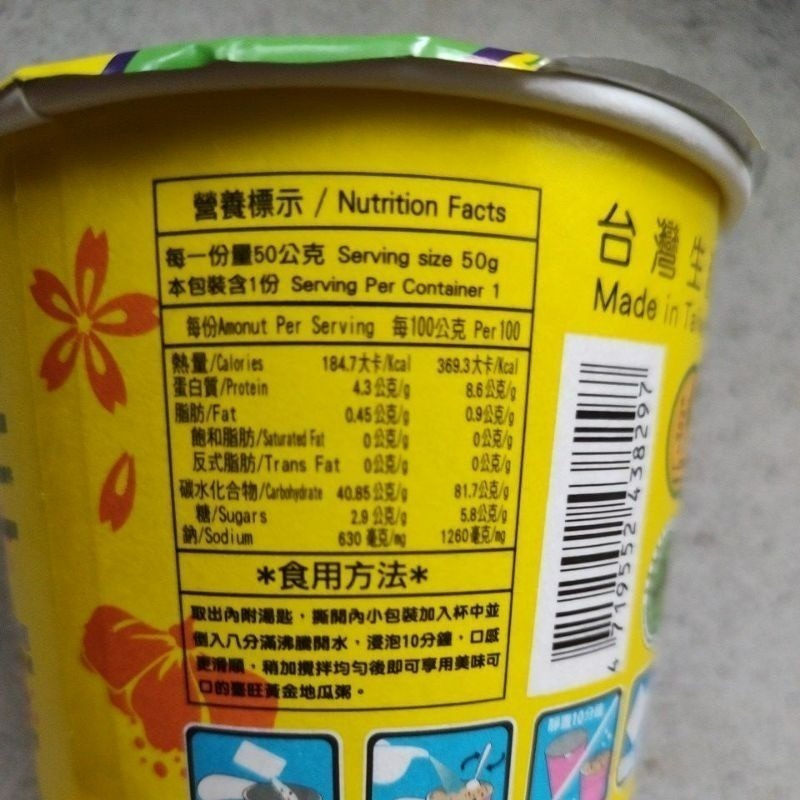 營養標示 / Nutrition Facts
每一份量50公克 Serving size 50g
本包裝含1份 Serving Per Container 1
每份Amonut Per Serving 每100公克 Per100
熱量/Calories 184.7大卡/Kcal 369.3大卡/Kcal
蛋白質/Protein 4.3公克/g 8.6公克/g
脂肪/Fat 0.45公克/g 0.9公克/g
飽和脂肪/Saturated Fat 0公克/g 0公克/g
反式脂肪/Trans Fat 0公克/g 0公克/g
碳水化合物/Carbohydrate 40.85公克/g 81.7公克/g
糖/Sugars 2.9公克/g 5.8公克/g
鈉/Sodium 630毫克/mg 1260毫克/mg
*食用方法*
取出內附湯匙，撕開內小包裝加入杯中並
倒入八分滿沸騰開水，浸泡10分鐘，口感
更滑順，稍加攪拌均勻後即可享用美味可
口的臺旺黃金地瓜粥。
台灣生
Made in Ta
4 719552 438297
靜置10分鐘